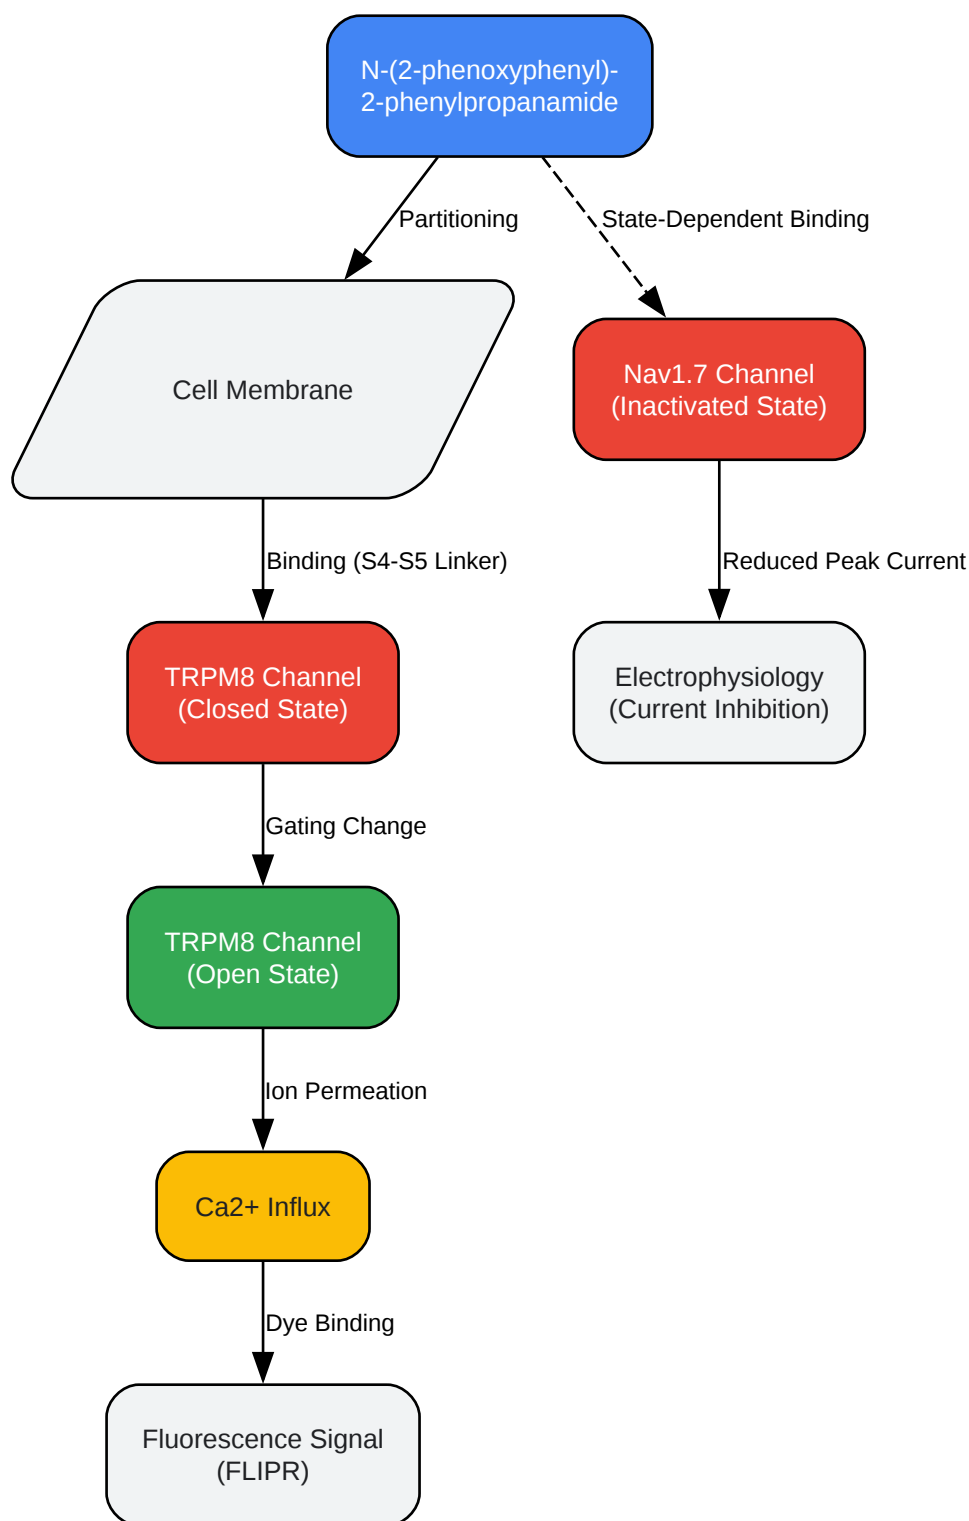 N-(2-phenoxyphenyl)-
2-phenylpropanamide
Partitioning
State-Dependent Binding
Cell Membrane
Nav1.7 Channel
(Inactivated State)
Binding (S4-S5 Linker)
Reduced Peak Current
TRPM8 Channel
(Closed State)
Electrophysiology
(Current Inhibition)
Gating Change
TRPM8 Channel
(Open State)
Ion Permeation
Ca2+ Influx
Dye Binding
Fluorescence Signal
(FLIPR)